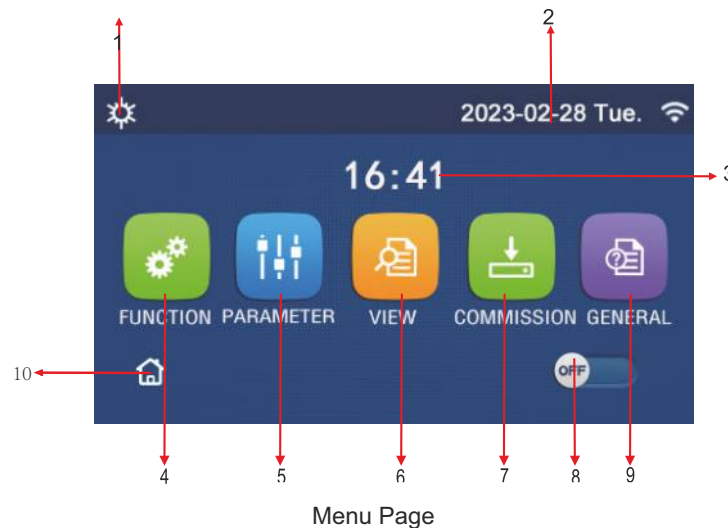 2
1
2023-02-28 Tue.
16:41
3
FUNCTION PARAMETER VIEW COMMISSION GENERAL
10
OFF
4 5 6 7 8 9
Menu Page